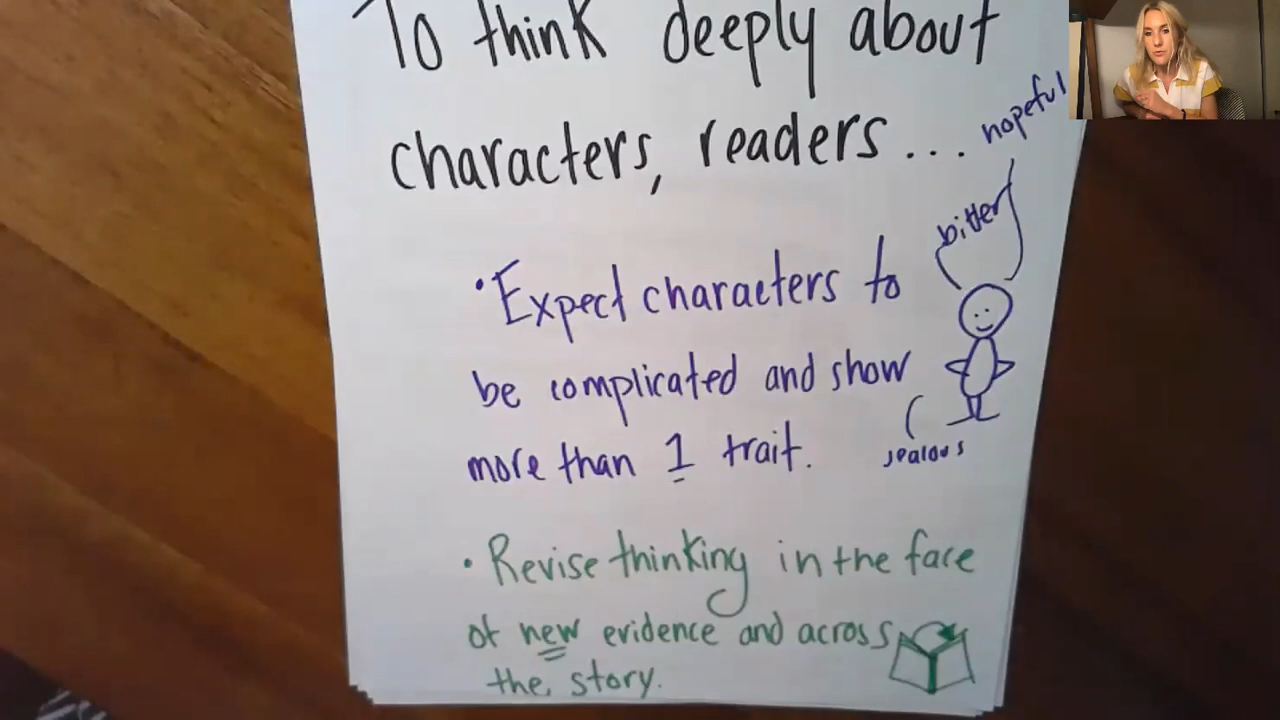 To think deeply about
characters, readers...
hopeful
bitter
• Expect characters to
be complicated and show
more than 1 trait.
jealous
• Revise thinking in the face
of new evidence and across
the story.